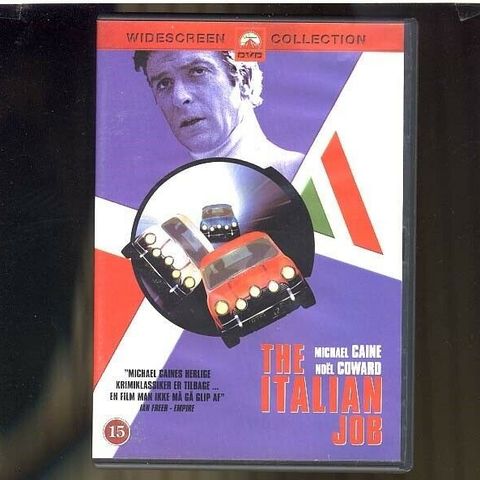 WIDESCREEN DVD COLLECTION
MICHAEL CAINE
NOËL COWARD
THE
ITALIAN
JOB
"MICHAEL CAINES HERLIGE
KRIMIKLASSIKER ER TILBAGE ...
EN FILM MAN IKKE MÅ GÅ GLIP AF"
IAN FREER - EMPIRE
15